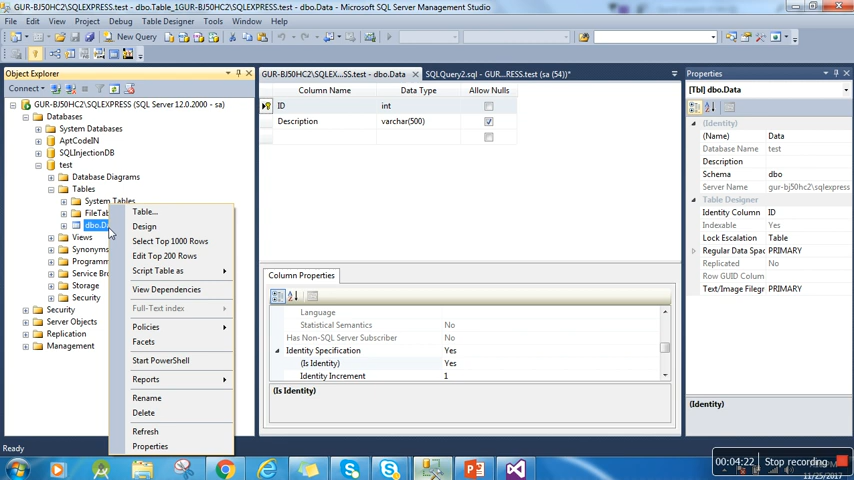 GUR-BJ50HC2\SQLEXPRESS.test - dbo.Table_1GUR-BJ50HC2\SQLEXPRESS.test - dbo.Data - Microsoft SQL Server Management Studio
File Edit View Project Debug Table Designer Tools Window Help
New Query
Object Explorer
Connect
GUR-BJ50HC2\SQLEXPRESS (SQL Server 12.0.2000 - sa)
Databases
System Databases
AptCodeIN
SQLInjectionDB
test
Database Diagrams
Tables
System Tables
FileTab
dbo.Da
Views
Synonyms
Programm
Service Bro
Storage
Security
Security
Server Objects
Replication
Management
Table...
Design
Select Top 1000 Rows
Edit Top 200 Rows
Script Table as
View Dependencies
Full-Text index
Policies
Facets
Start PowerShell
Reports
Rename
Delete
Refresh
Properties
GUR-BJ50HC2\SQLEX...SS.test - dbo.Data
SQLQuery2.sql - GUR...RESS.test (sa (54))*
Column Name Data Type Allow Nulls
ID int
Description varchar(500)
Column Properties
Language
Statistical Semantics No
Has Non-SQL Server Subscriber No
Identity Specification Yes
(Is Identity) Yes
Identity Increment 1
(Is Identity)
Properties
[Tbl] dbo.Data
(Identity)
(Name) Data
Database Name test
Description
Schema dbo
Server Name gur-bj50hc2\sqlexpress
Table Designer
Identity Column ID
Indexable Yes
Lock Escalation Table
Regular Data Spac PRIMARY
Replicated No
Row GUID Colum
Text/Image Filegr PRIMARY
(Identity)
Ready
00:04:22 Stop recording
11/25/2017